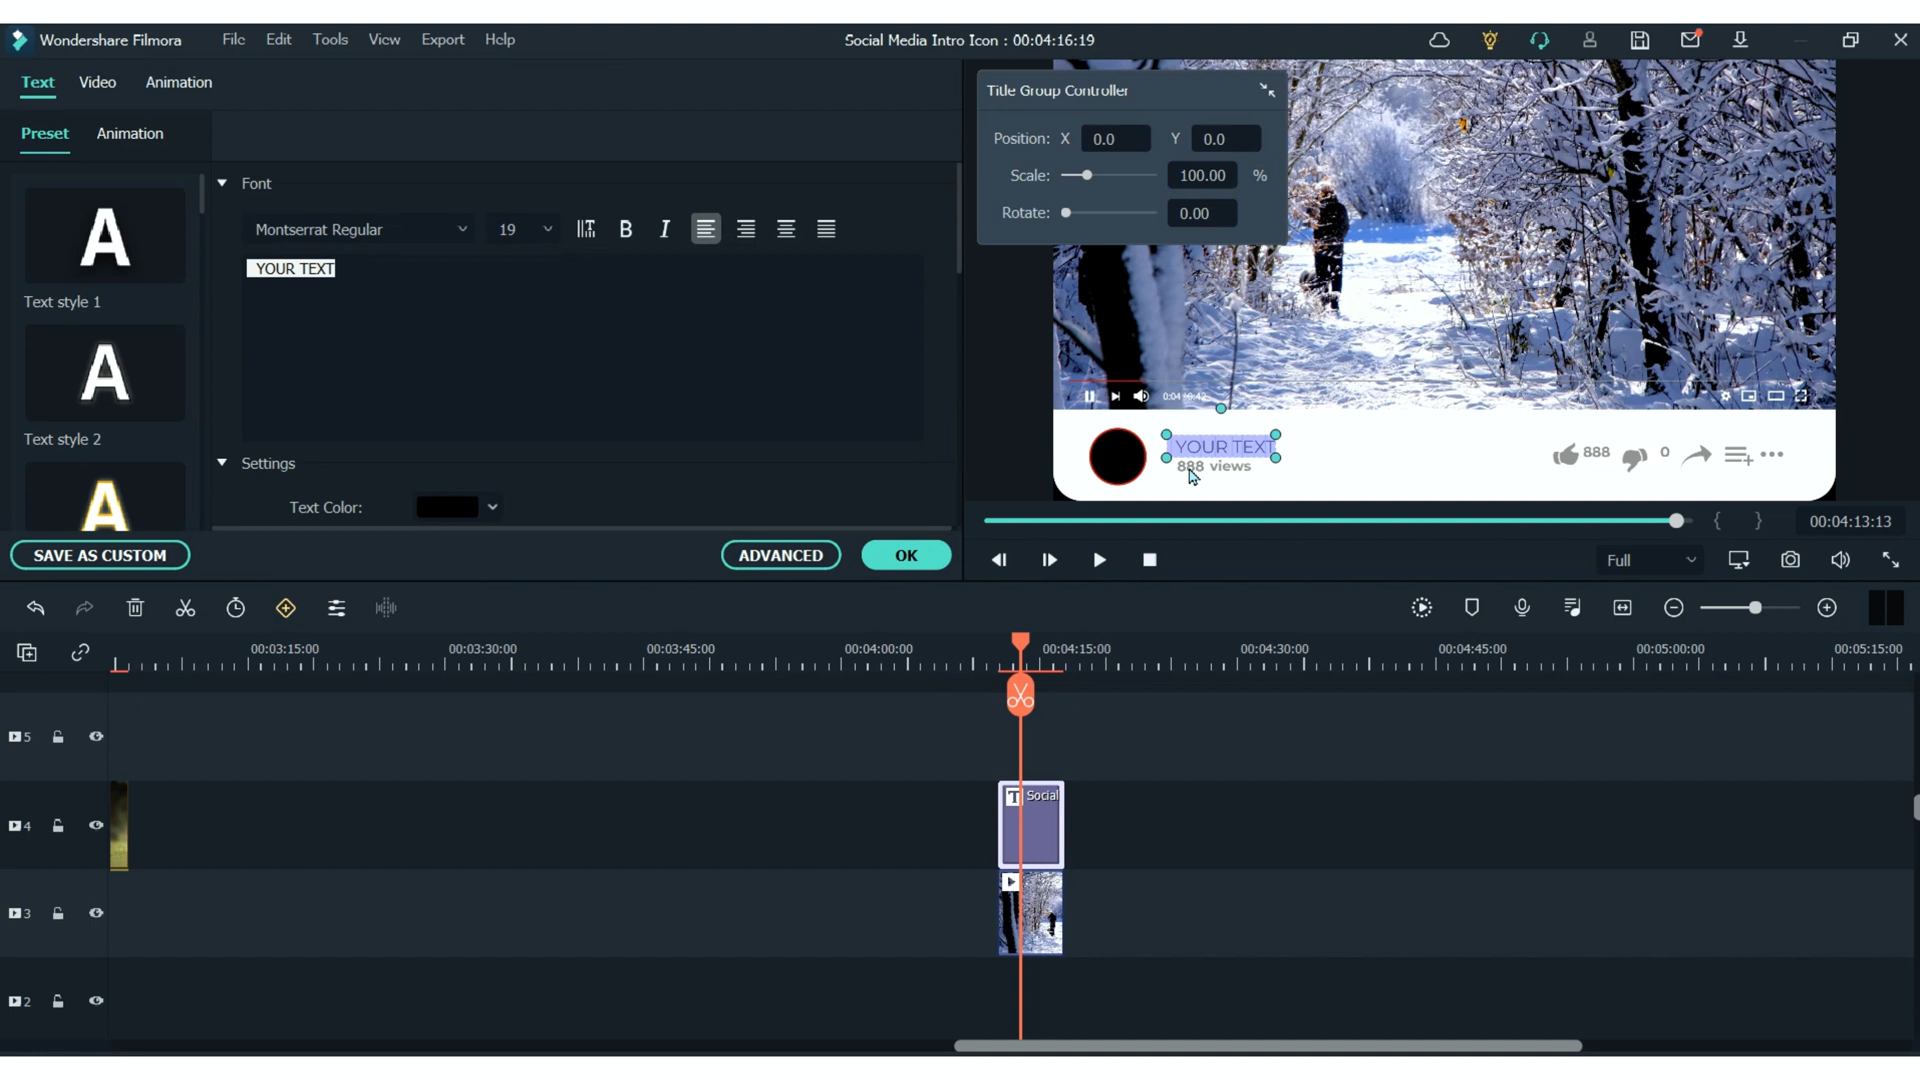 Wondershare Filmora File Edit Tools View Export Help Social Media Intro Icon : 00:04:16:19
Text Video Animation
Preset Animation
Font
Montserrat Regular 19
YOUR TEXT
A
Text style 1
A
Text style 2
A
Settings
Text Color:
SAVE AS CUSTOM ADVANCED OK
Title Group Controller
Position: X 0.0 Y 0.0
Scale: 100.00 %
Rotate: 0.00
YOUR TEXT
888 views
888 0
00:04:13:13
Full
00:03:15:00 00:03:30:00 00:03:45:00 00:04:00:00 00:04:15:00 00:04:30:00 00:04:45:00 00:05:00:00 00:05:15:00
5
4 T Social
3
2